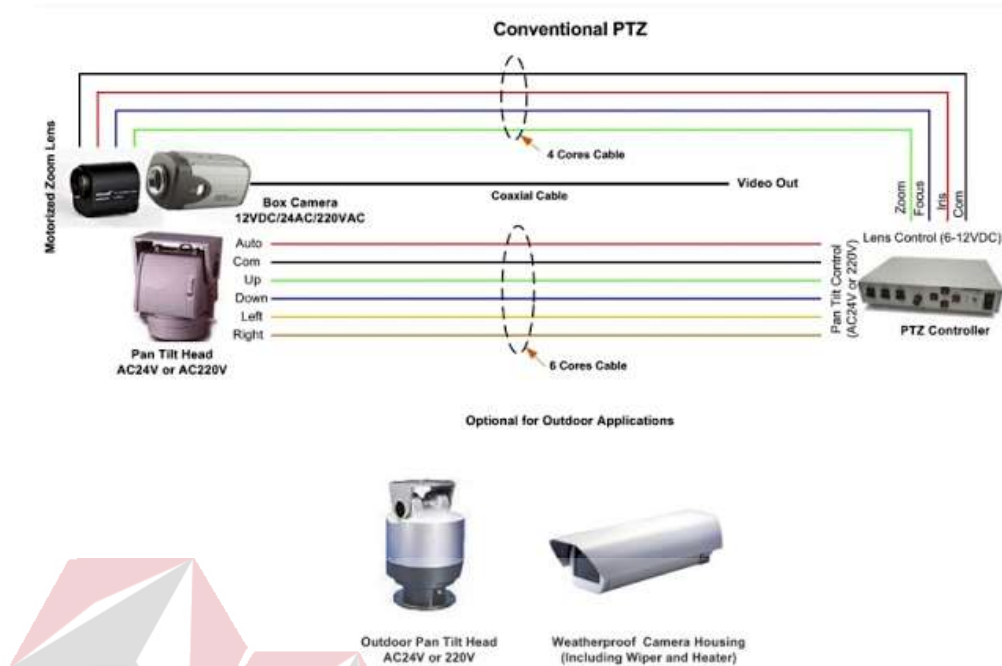 Conventional PTZ
4 Cores Cable
Motorized Zoom Lens
Coaxial Cable
Video Out
Box Camera
12VDC/24AC/220VAC
Zoom
Focus
Iris
Com
Lens Control (6-12VDC)
Auto
Com
Up
Down
Left
Right
Pan Tilt Control
(AC24V or 220V)
PTZ Controller
Pan Tilt Head
AC24V or AC220V
6 Cores Cable
Optional for Outdoor Applications
Outdoor Pan Tilt Head
AC24V or 220V
Weatherproof Camera Housing
(Including Wiper and Heater)